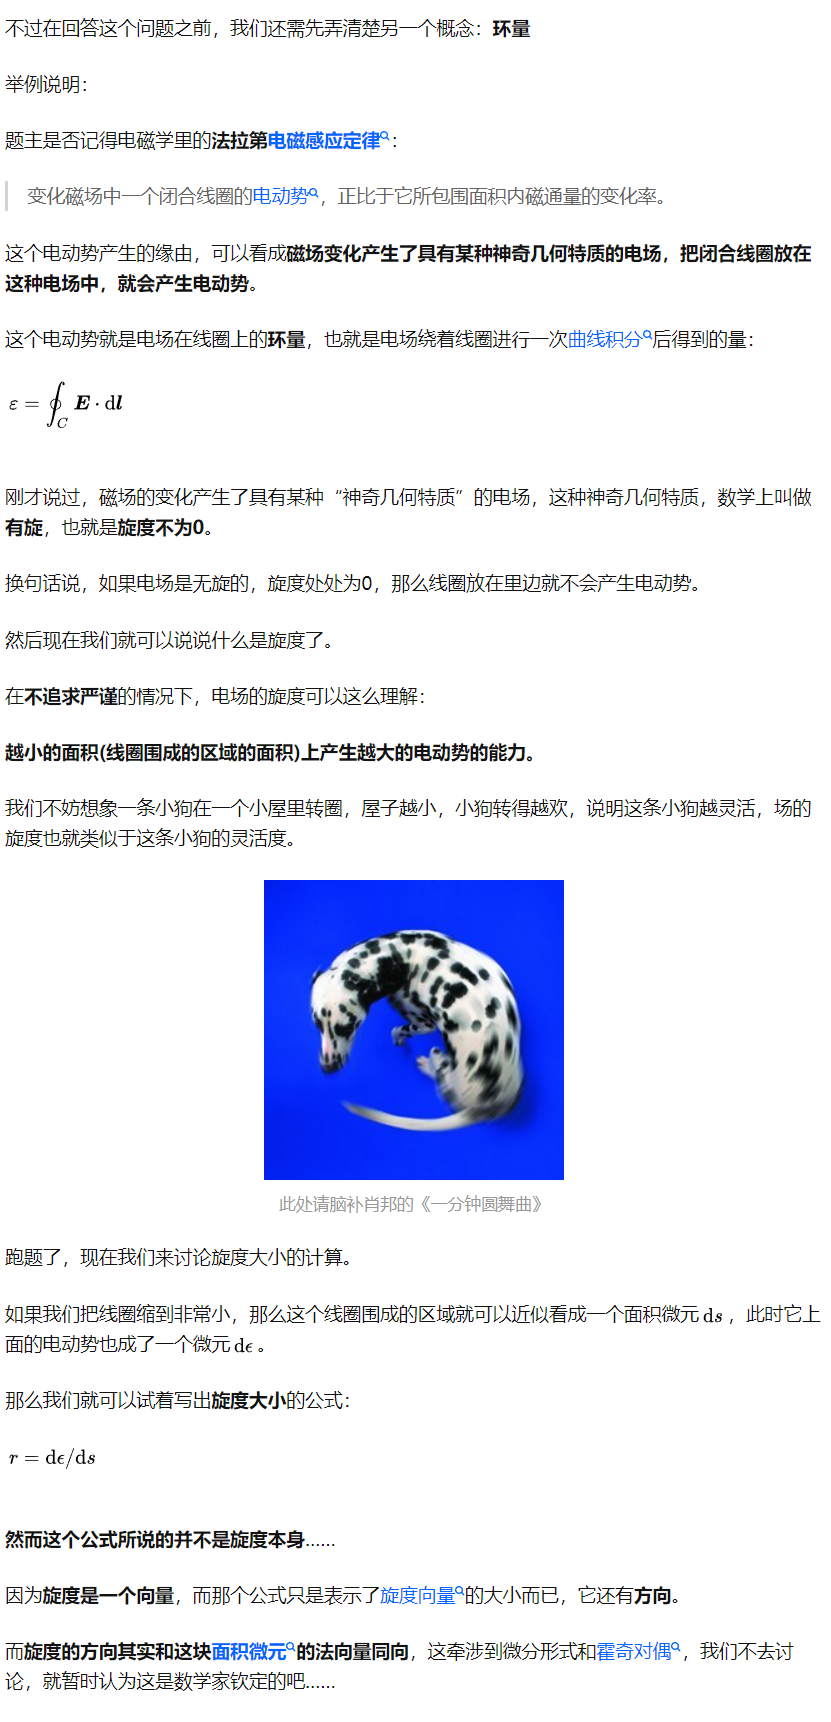 不过在回答这个问题之前，我们还需先弄清楚另一个概念：环量
举例说明：
题主是否记得电磁学里的法拉第电磁感应定律：
变化磁场中一个闭合线圈的电动势，正比于它所包围面积内磁通量的变化率。
这个电动势产生的缘由，可以看成磁场变化产生了具有某种神奇几何特质的电场，把闭合线圈放在
这种电场中，就会产生电动势。
这个电动势就是电场在线圈上的环量，也就是电场绕着线圈进行一次曲线积分后得到的量：
ε = ∮_C E · dl
刚才说过，磁场的变化产生了具有某种“神奇几何特质”的电场，这种神奇几何特质，数学上叫做
有旋，也就是旋度不为0。
换句话说，如果电场是无旋的，旋度处处为0，那么线圈放在里边就不会产生电动势。
然后现在我们就可以说说什么是旋度了。
在不追求严谨的情况下，电场的旋度可以这么理解：
越小的面积(线圈围成的区域的面积)上产生越大的电动势的能力。
我们不妨想象一条小狗在一个小屋里转圈，屋子越小，小狗转得越欢，说明这条小狗越灵活，场的
旋度也就类似于这条小狗的灵活度。
此处请脑补肖邦的《一分钟圆舞曲》
跑题了，现在我们来讨论旋度大小的计算。
如果我们把线圈缩到非常小，那么这个线圈围成的区域就可以近似看成一个面积微元 ds ，此时它上
面的电动势也成了一个微元 dϵ 。
那么我们就可以试着写出旋度大小的公式：
r = dϵ/ds
然而这个公式所说的并不是旋度本身……
因为旋度是一个向量，而那个公式只是表示了旋度向量的大小而已，它还有方向。
而旋度的方向其实和这块面积微元的法向量同向，这牵涉到微分形式和霍奇对偶，我们不去讨
论，就暂时认为这是数学家钦定的吧……